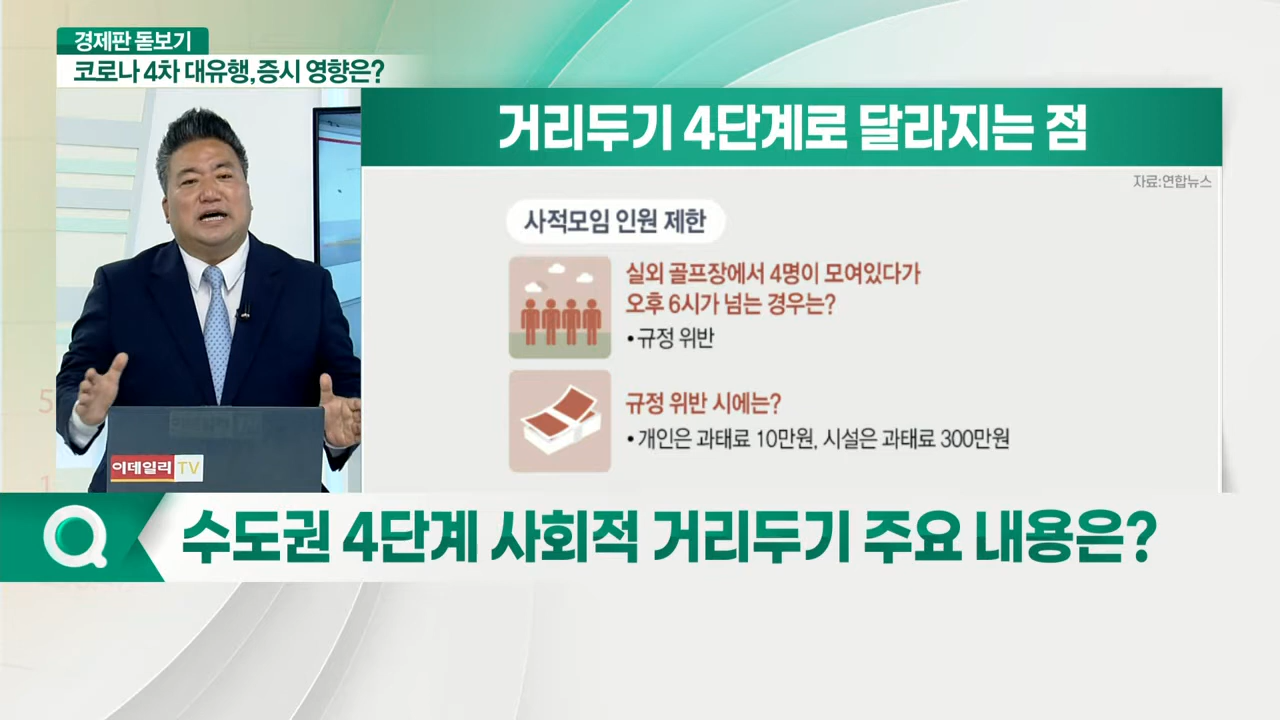 경제판 돋보기
코로나 4차 대유행, 증시 영향은?
거리두기 4단계로 달라지는 점
자료:연합뉴스
사적모임 인원 제한
실외 골프장에서 4명이 모여있다가
오후 6시가 넘는 경우는?
• 규정 위반
규정 위반 시에는?
• 개인은 과태료 10만원, 시설은 과태료 300만원
5
1
이데일리 TV
Q 수도권 4단계 사회적 거리두기 주요 내용은?